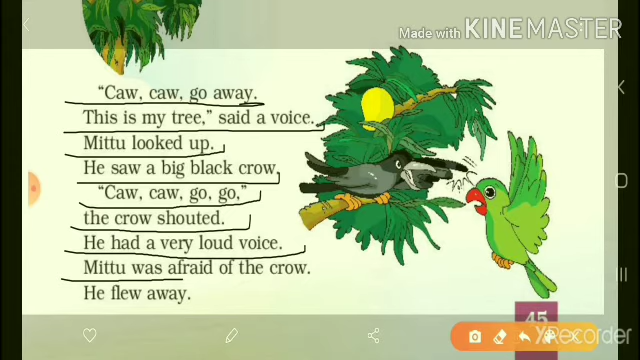 Made with KINEMASTER
“Caw, caw, go away.
This is my tree,” said a voice.
Mittu looked up.
He saw a big black crow.
“Caw, caw, go, go,”
the crow shouted.
He had a very loud voice.
Mittu was afraid of the crow.
He flew away.
45
XRecorder